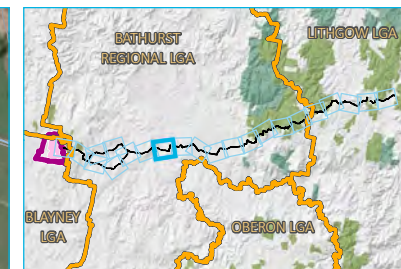 BATHURST
REGIONAL LGA
LITHGOW LGA
BLAYNEY
LGA
OBERON LGA